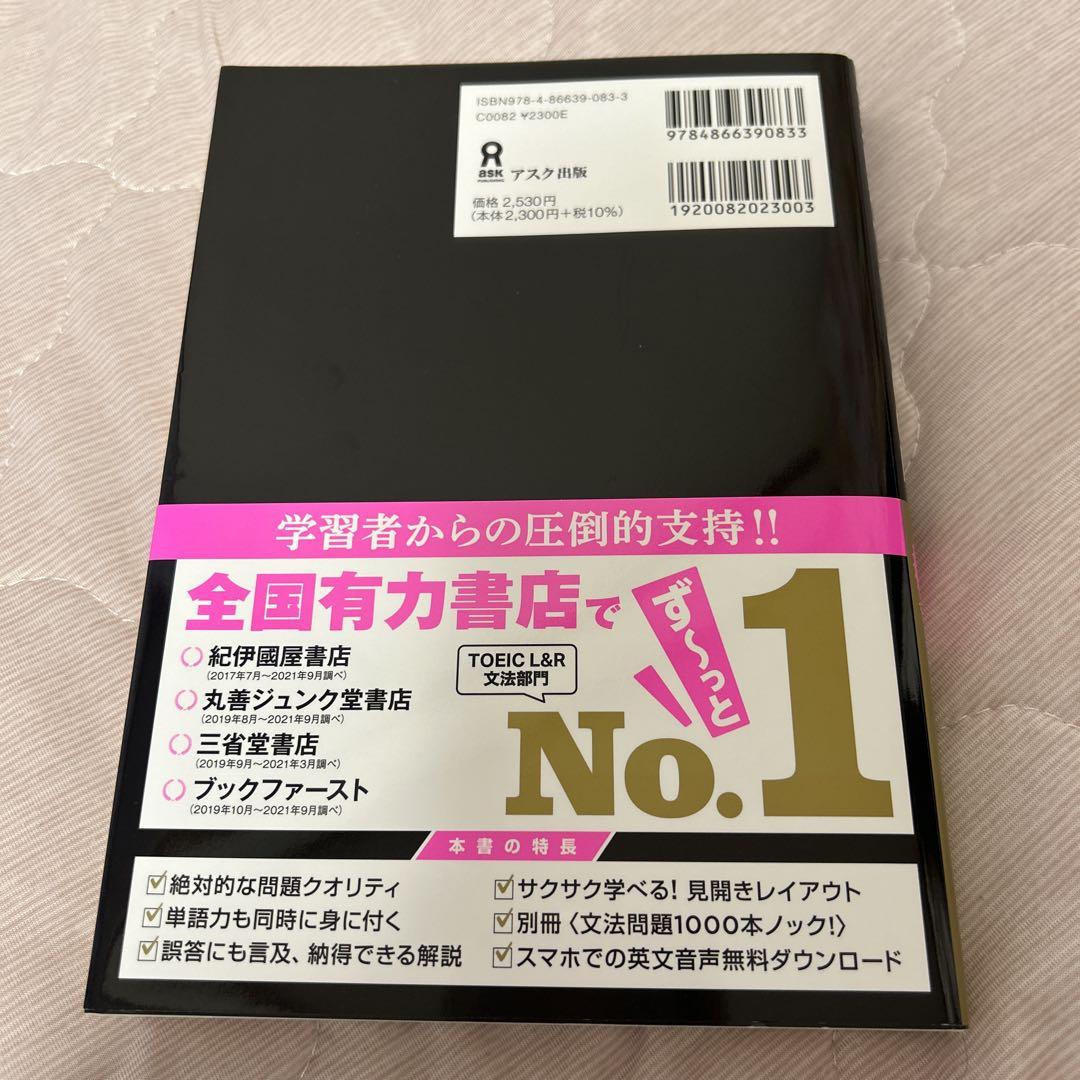 ISBN978-4-86639-083-3
C0082 ¥2300E
9784866390833
ask
PUBLISHING
アスク出版
価格 2,530円
(本体2,300円+税10%)
1920082023003
学習者からの圧倒的支持!!
全国有力書店で
ず〜っと
No.1
TOEIC L&R
文法部門
紀伊國屋書店
(2017年7月〜2021年9月調べ)
丸善ジュンク堂書店
(2019年8月〜2021年9月調べ)
三省堂書店
(2019年9月〜2021年3月調べ)
ブックファースト
(2019年10月〜2021年9月調べ)
本書の特長
絶対的な問題クオリティ
単語力も同時に身に付く
誤答にも言及、納得できる解説
サクサク学べる! 見開きレイアウト
別冊〈文法問題1000本ノック!〉
スマホでの英文音声無料ダウンロード